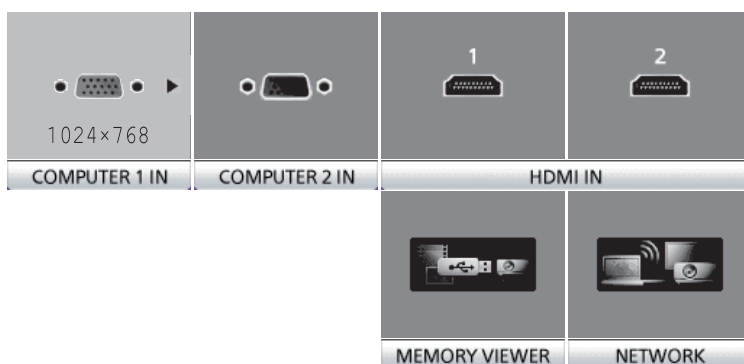 1 2
1024×768
COMPUTER 1 IN COMPUTER 2 IN HDMI IN
MEMORY VIEWER NETWORK